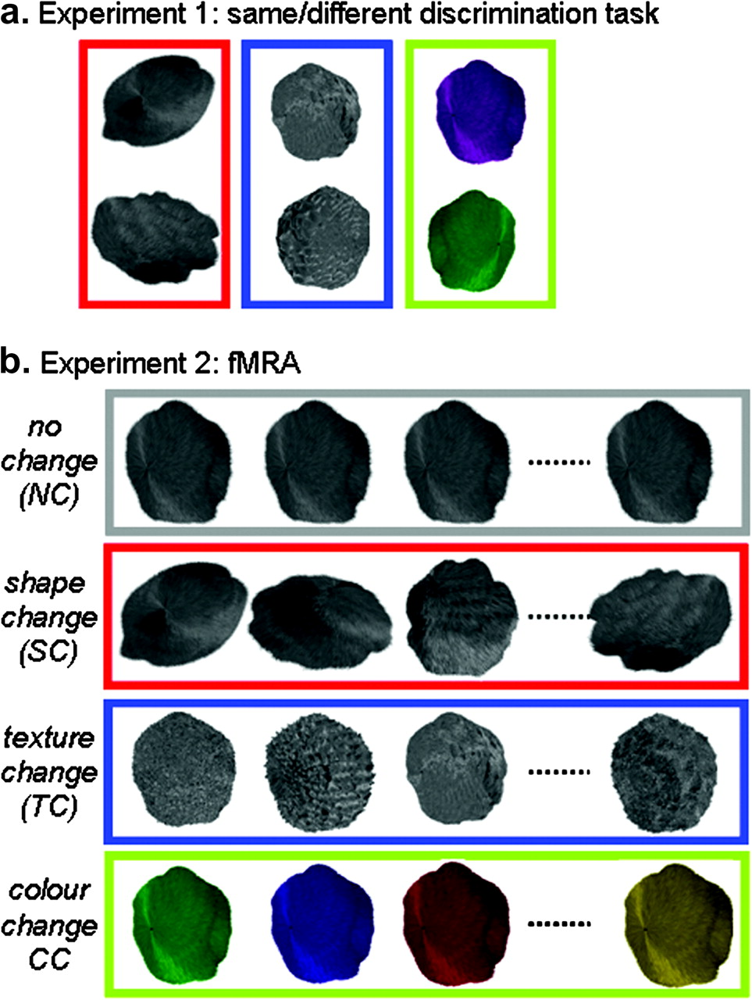 a. Experiment 1: same/different discrimination task
b. Experiment 2: fMRA
no
change
(NC)
shape
change
(SC)
texture
change
(TC)
colour
change
CC